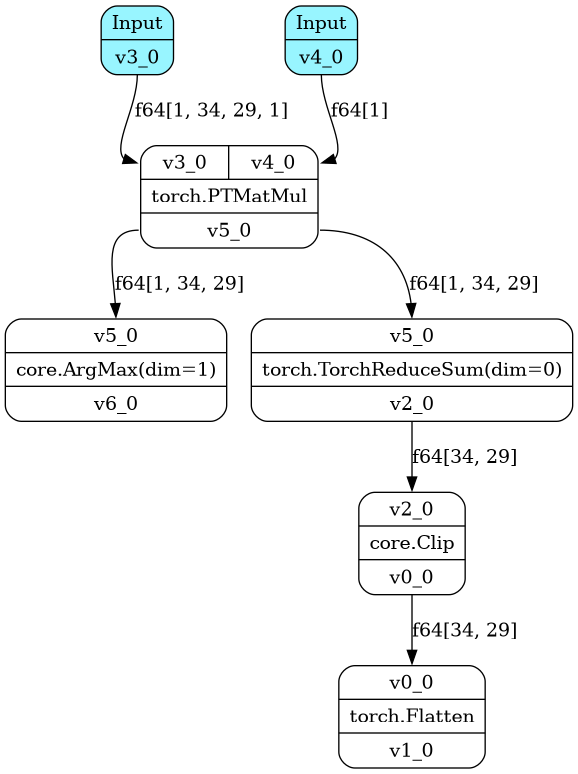 Input
v3_0
Input
v4_0
f64[1, 34, 29, 1]
f64[1]
v3_0 v4_0
torch.PTMatMul
v5_0
f64[1, 34, 29]
f64[1, 34, 29]
v5_0
core.ArgMax(dim=1)
v6_0
v5_0
torch.TorchReduceSum(dim=0)
v2_0
f64[34, 29]
v2_0
core.Clip
v0_0
f64[34, 29]
v0_0
torch.Flatten
v1_0